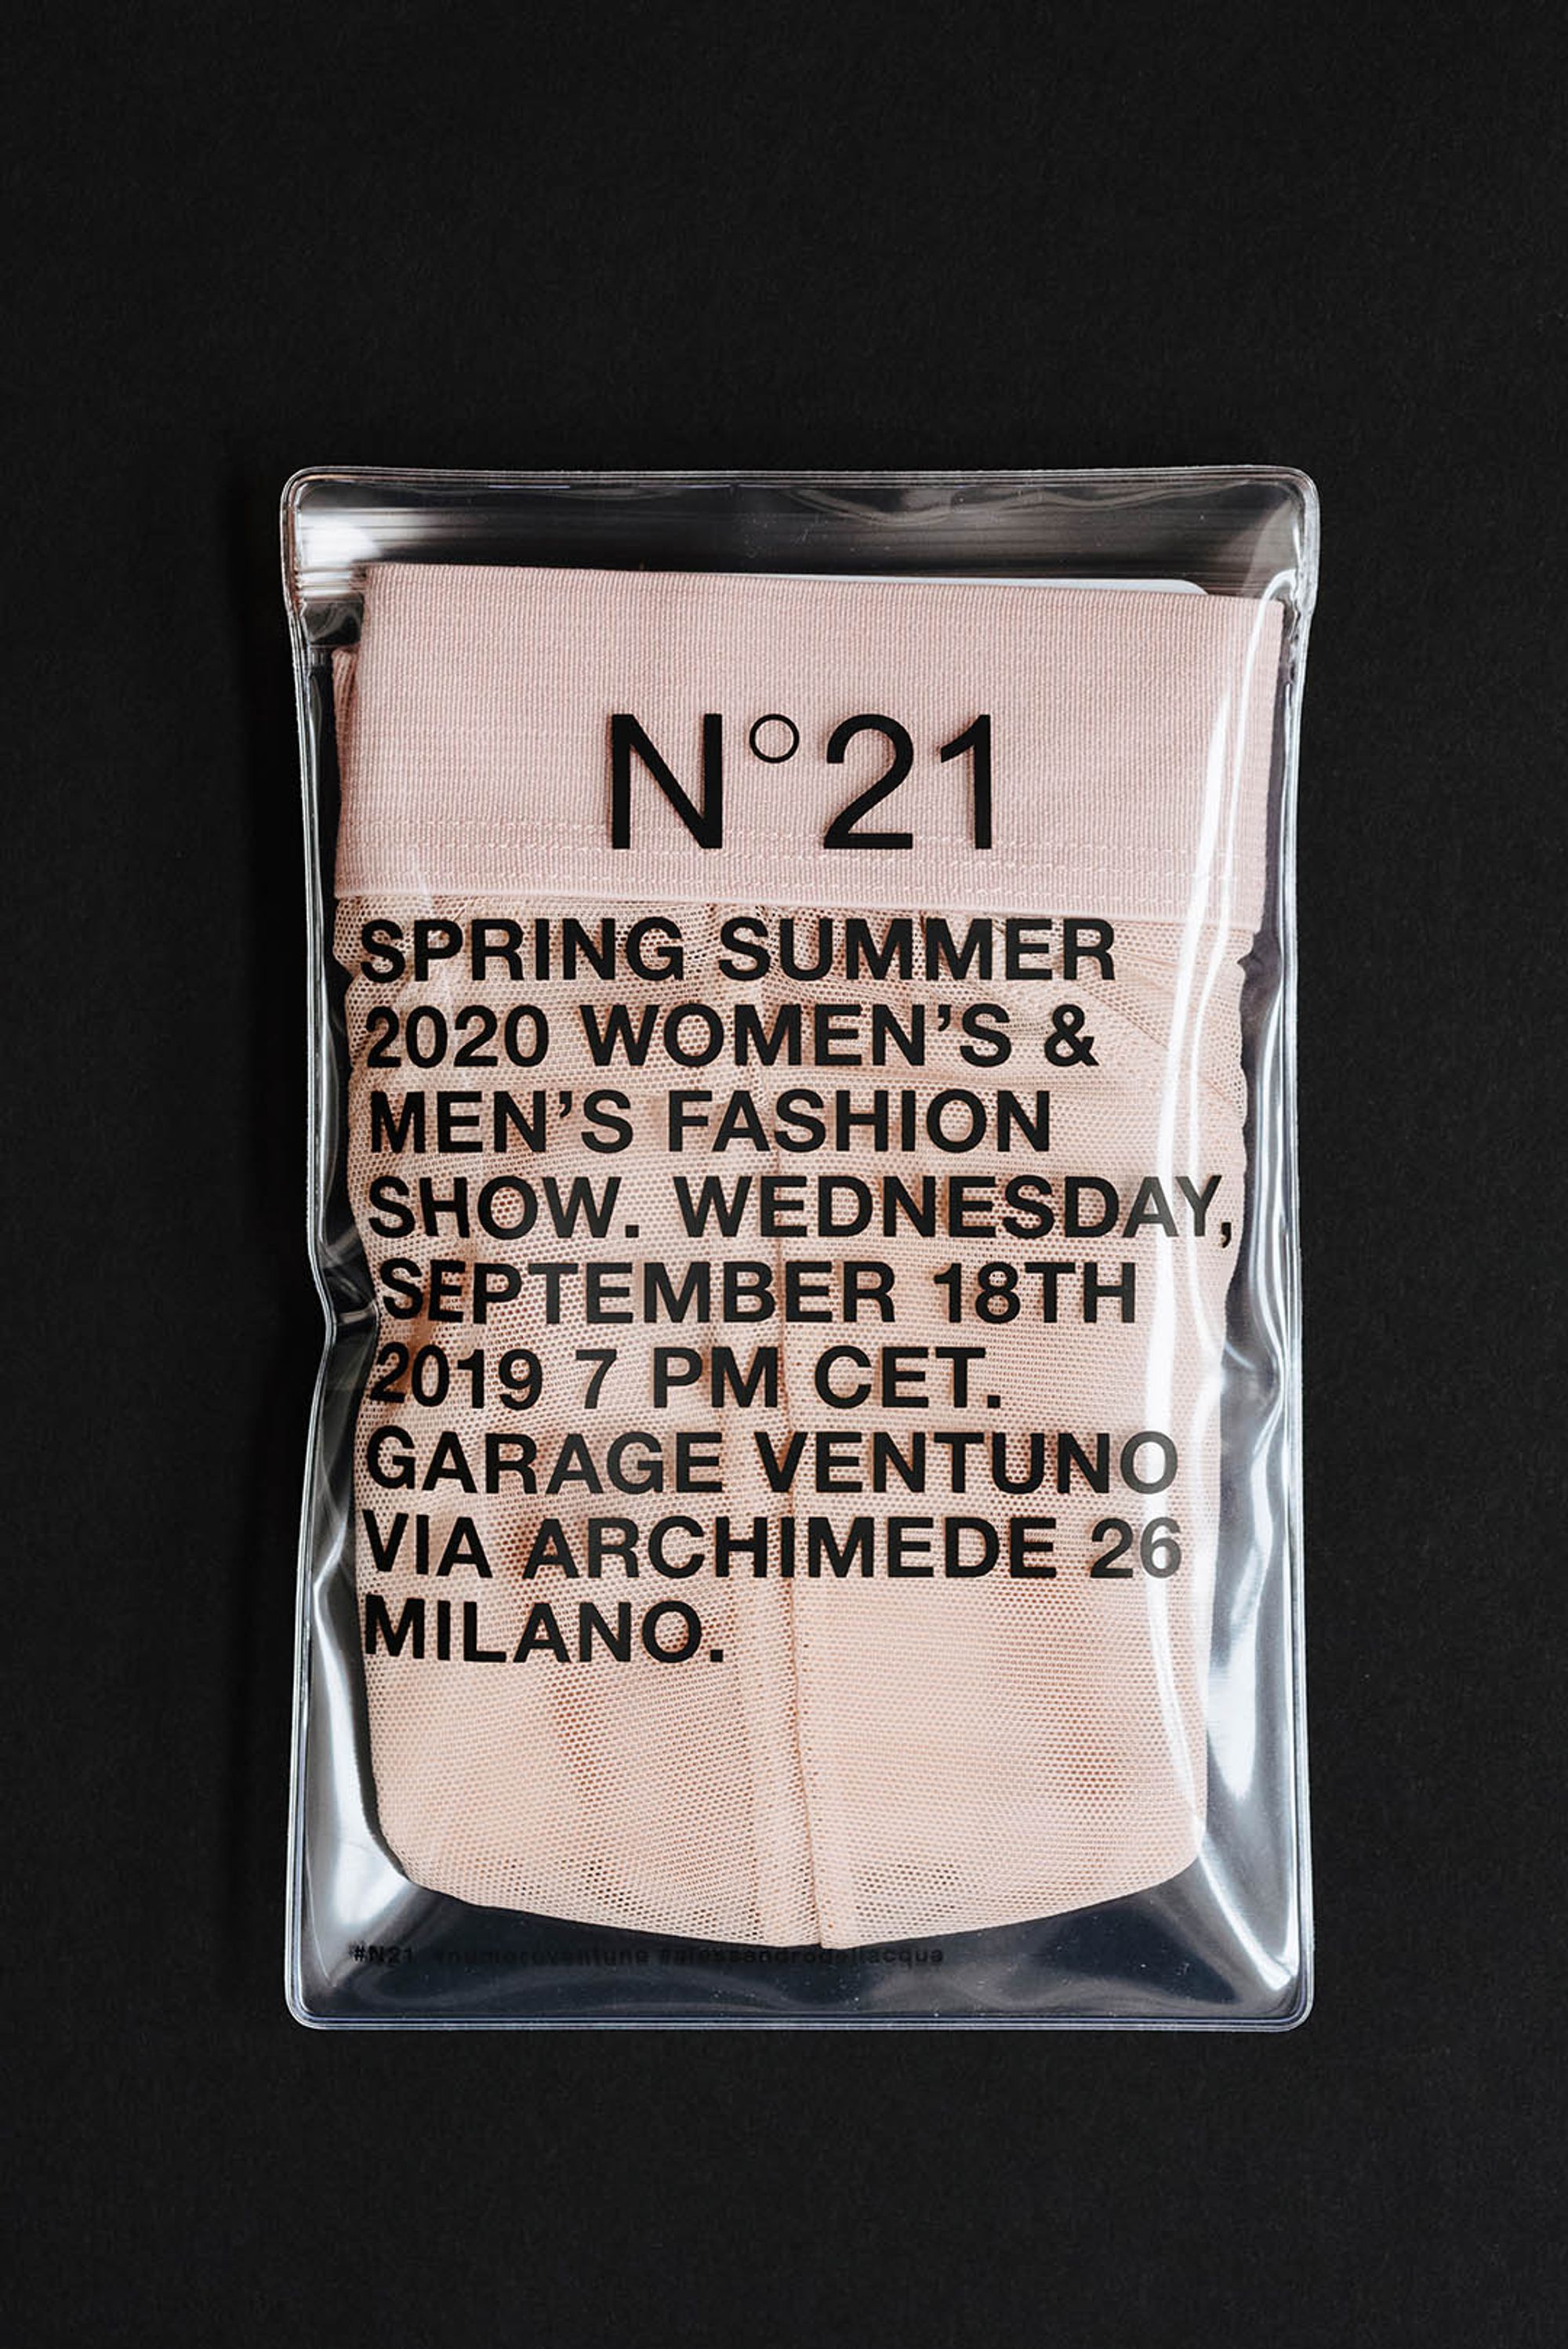 N°21
SPRING SUMMER
2020 WOMEN’S &
MEN’S FASHION
SHOW. WEDNESDAY,
SEPTEMBER 18TH
2019 7 PM CET.
GARAGE VENTUNO
VIA ARCHIMEDE 26
MILANO.
#N21 #numeroventuno #alessandrodellacqua